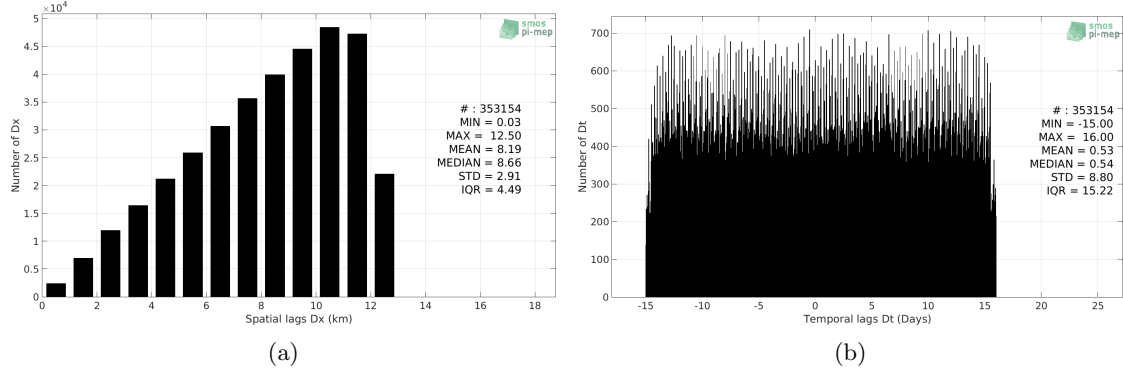 ×10⁴
5
4.5
4
3.5
3
2.5
2
1.5
1
0.5
0
Number of Dx
0 2 4 6 8 10 12 14 16 18
Spatial lags Dx (km)
smos
pi-mep
# : 353154
MIN = 0.03
MAX = 12.50
MEAN = 8.19
MEDIAN = 8.66
STD = 2.91
IQR = 4.49
(a)
700
600
500
400
300
200
100
0
Number of Dt
-15 -10 -5 0 5 10 15 20 25
Temporal lags Dt (Days)
smos
pi-mep
# : 353154
MIN = -15.00
MAX = 16.00
MEAN = 0.53
MEDIAN = 0.54
STD = 8.80
IQR = 15.22
(b)